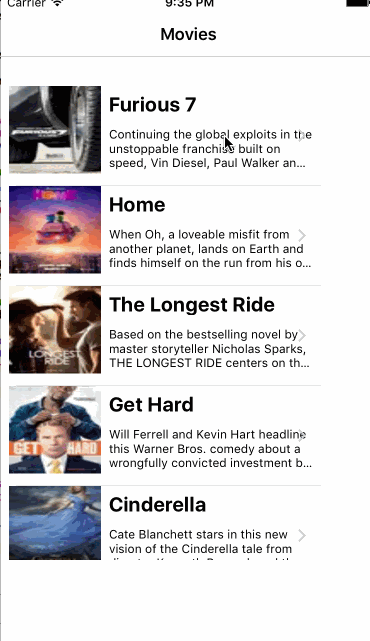 Carrier 9:35 PM
Movies
Furious 7
Continuing the global exploits in the
unstoppable franchise built on
speed, Vin Diesel, Paul Walker an...
Home
When Oh, a loveable misfit from
another planet, lands on Earth and
finds himself on the run from his o...
The Longest Ride
Based on the bestselling novel by
master storyteller Nicholas Sparks,
THE LONGEST RIDE centers on th...
LONGEST
RIDE
Get Hard
Will Ferrell and Kevin Hart headline
this Warner Bros. comedy about a
wrongfully convicted investment b...
GET HARD
Cinderella
Cate Blanchett stars in this new
vision of the Cinderella tale from